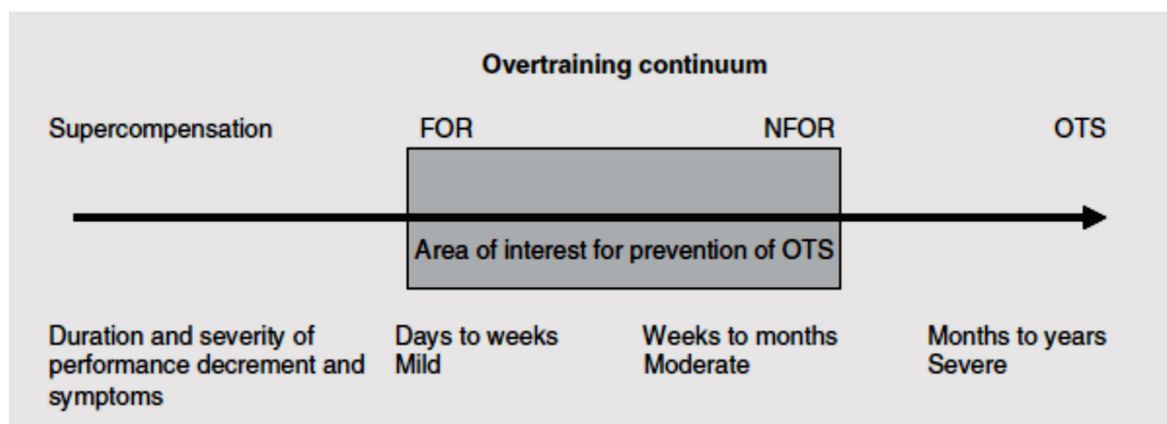 Overtraining continuum
Supercompensation FOR NFOR OTS
Area of interest for prevention of OTS
Duration and severity of Days to weeks Weeks to months Months to years
performance decrement and Mild Moderate Severe
symptoms